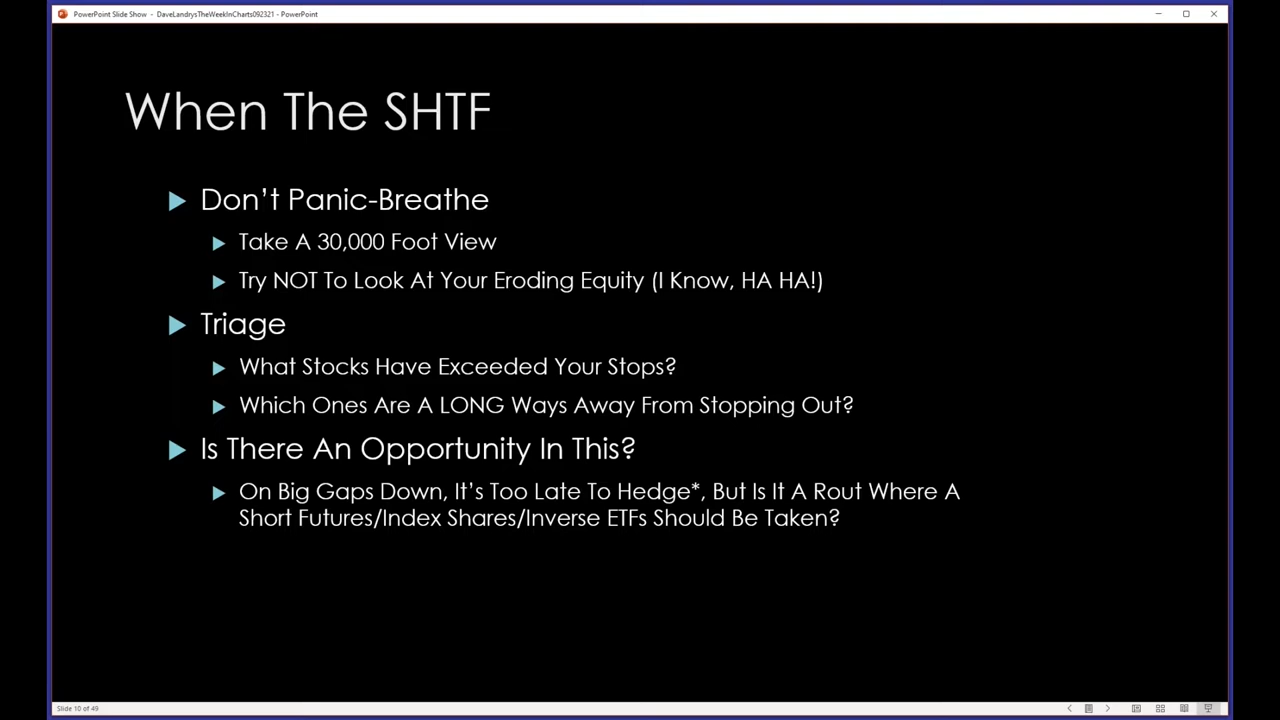 PowerPoint Slide Show - DaveLandrysTheWeekInCharts092321 - PowerPoint
When The SHTF
Don't Panic-Breathe
Take A 30,000 Foot View
Try NOT To Look At Your Eroding Equity (I Know, HA HA!)
Triage
What Stocks Have Exceeded Your Stops?
Which Ones Are A LONG Ways Away From Stopping Out?
Is There An Opportunity In This?
On Big Gaps Down, It's Too Late To Hedge*, But Is It A Rout Where A
Short Futures/Index Shares/Inverse ETFs Should Be Taken?
Slide 10 of 49